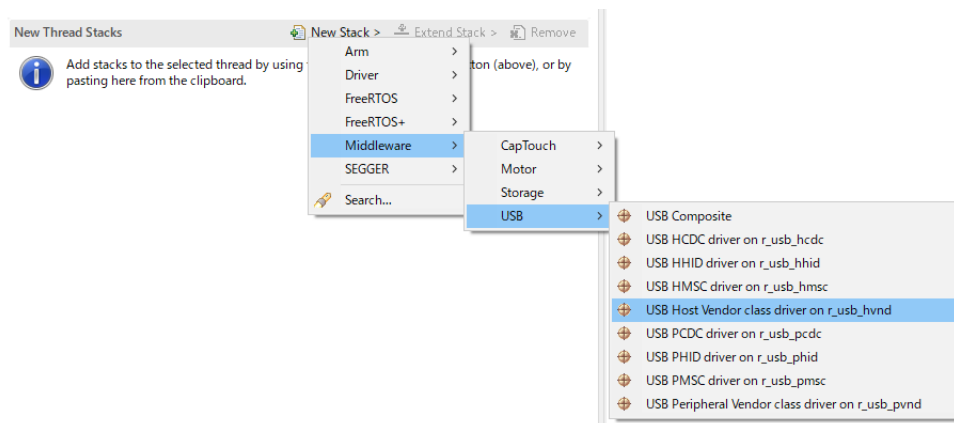 New Thread Stacks
New Stack >
Extend Stack >
Remove
Add stacks to the selected thread by using
ton (above), or by
pasting here from the clipboard.
Arm
Driver
FreeRTOS
FreeRTOS+
Middleware
SEGGER
Search...
CapTouch
Motor
Storage
USB
USB Composite
USB HCDC driver on r_usb_hcdc
USB HHID driver on r_usb_hhid
USB HMSC driver on r_usb_hmsc
USB Host Vendor class driver on r_usb_hvnd
USB PCDC driver on r_usb_pcdc
USB PHID driver on r_usb_phid
USB PMSC driver on r_usb_pmsc
USB Peripheral Vendor class driver on r_usb_pvnd